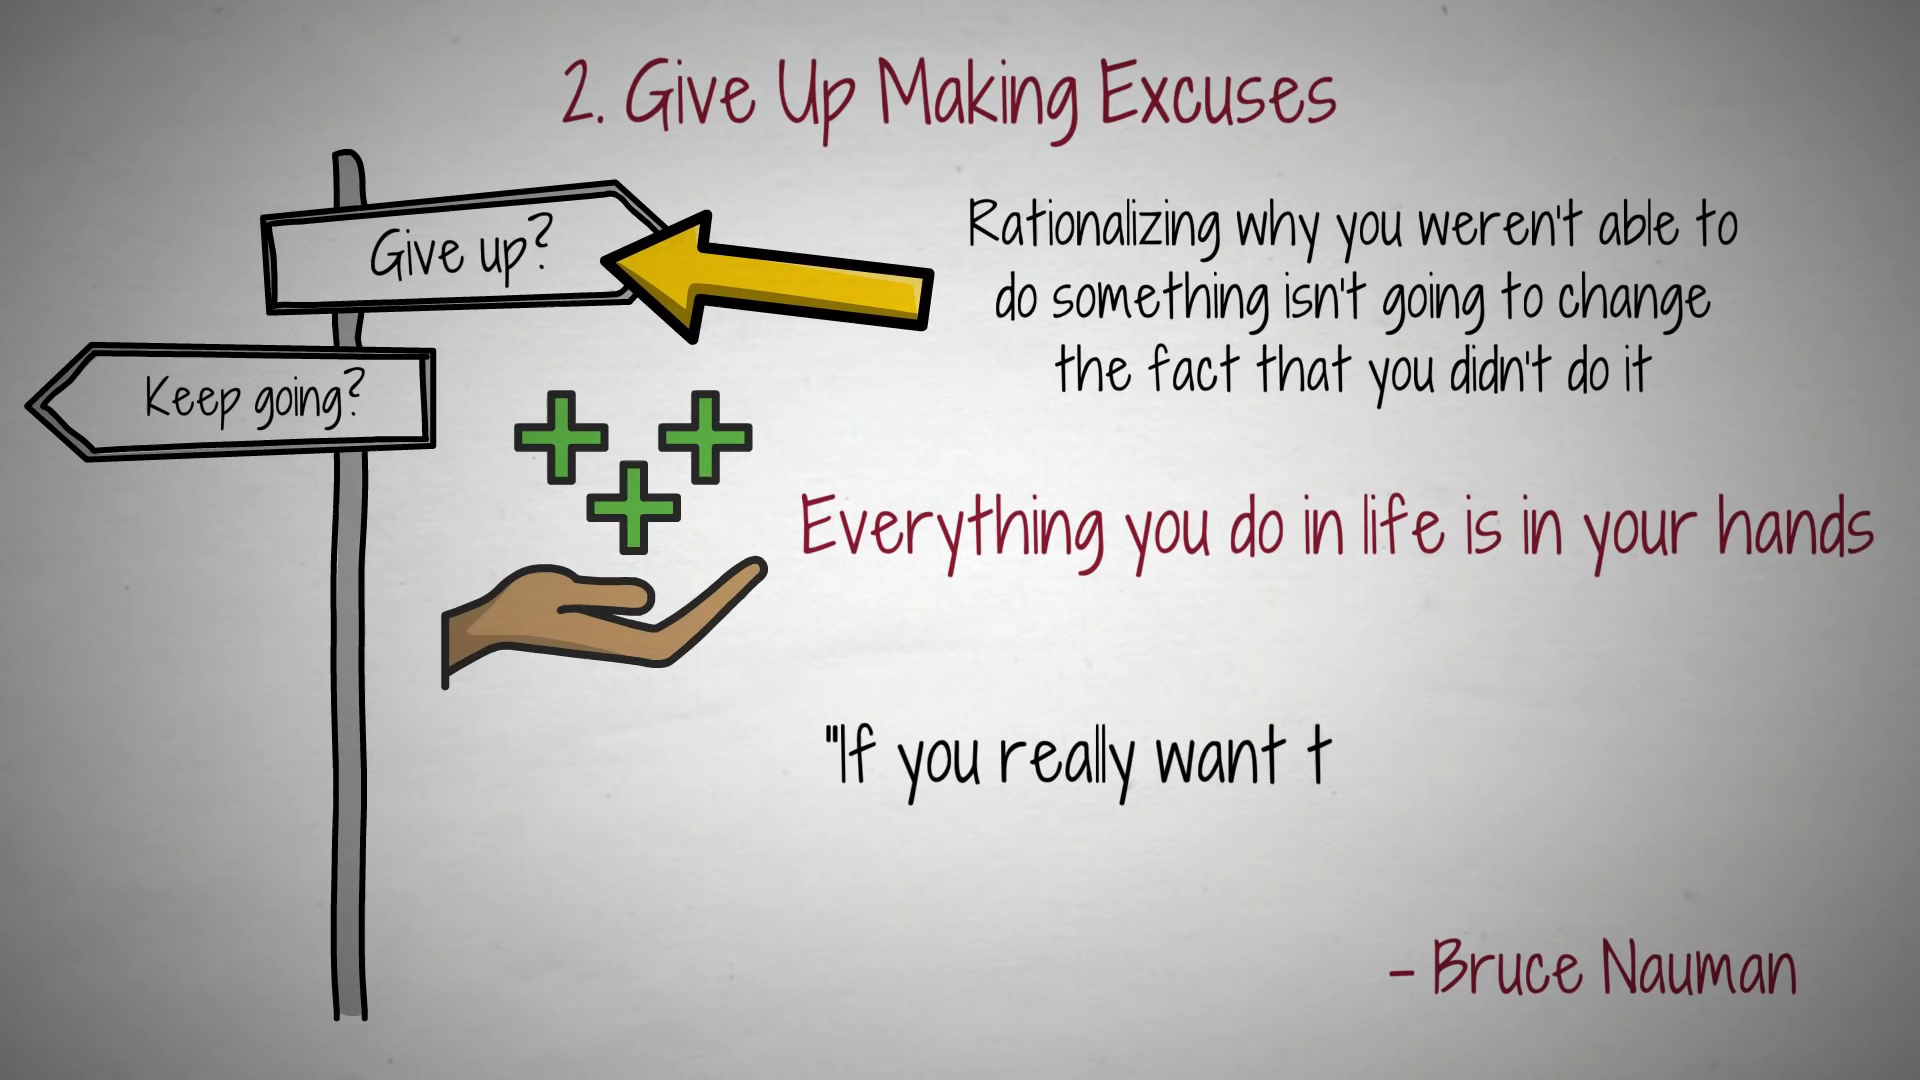 2. Give Up Making Excuses
Give up?
Keep going?
Rationalizing why you weren't able to
do something isn't going to change
the fact that you didn't do it
Everything you do in life is in your hands
"If you really want t
- Bruce Nauman